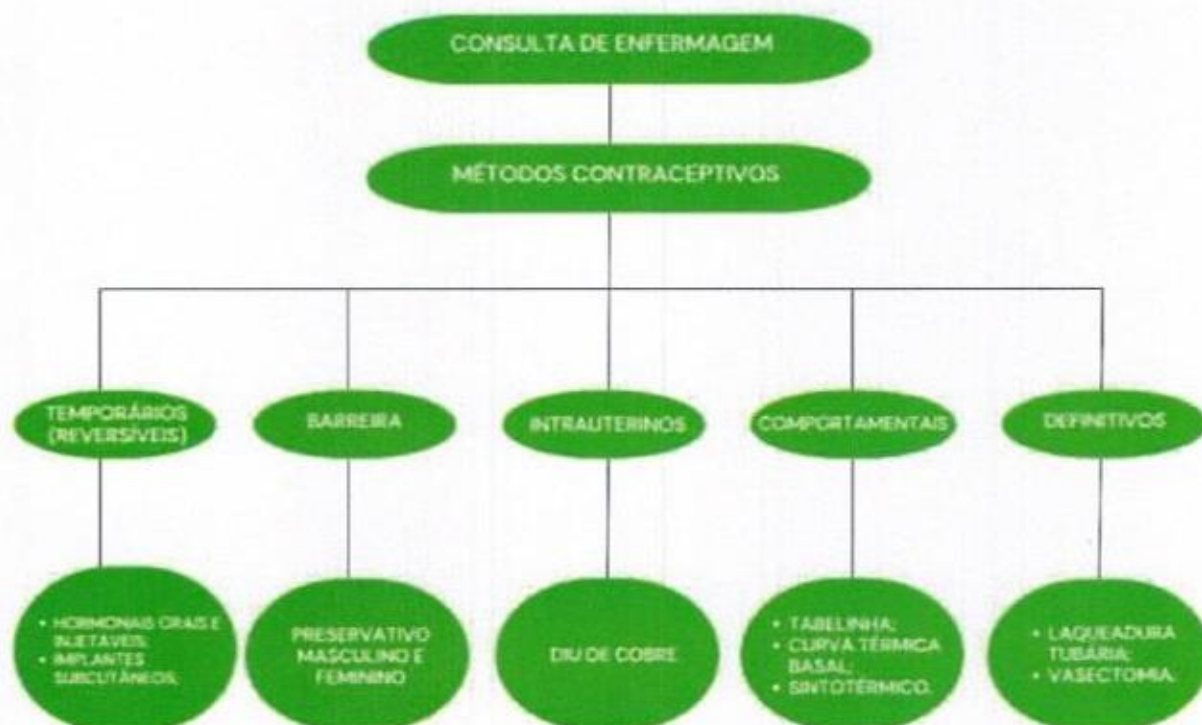 CONSULTA DE ENFERMAGEM
MÉTODOS CONTRACEPTIVOS
TEMPORÁRIOS
(REVERSÍVEIS)
BARREIRA
INTRAUTERINOS
COMPORTAMENTAIS
DEFINITIVOS
• HORMONAIS ORAIS E
INJETAVEIS;
• IMPLANTES
SUBCUTÂNEOS;
PRESERVATIVO
MASCULINO E
FEMININO
DIU DE COBRE
• TABELINHA;
• CURVA TÉRMICA
BASAL;
• SINTOTÉRMICO.
• LAQUEADURA
TUBÁRIA;
• VASECTOMIA.